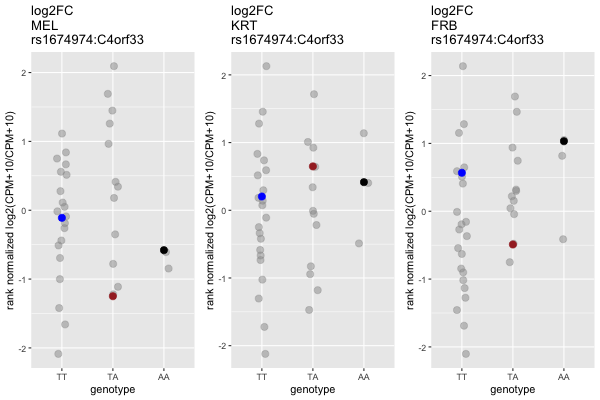 log2FC
MEL
rs1674974:C4orf33
rank normalized log2(CPM+10/CPM+10)
2
1
0
-1
-2
TT
TA
AA
genotype
log2FC
KRT
rs1674974:C4orf33
rank normalized log2(CPM+10/CPM+10)
2
1
0
-1
-2
TT
TA
AA
genotype
log2FC
FRB
rs1674974:C4orf33
rank normalized log2(CPM+10/CPM+10)
2
1
0
-1
-2
TT
TA
AA
genotype